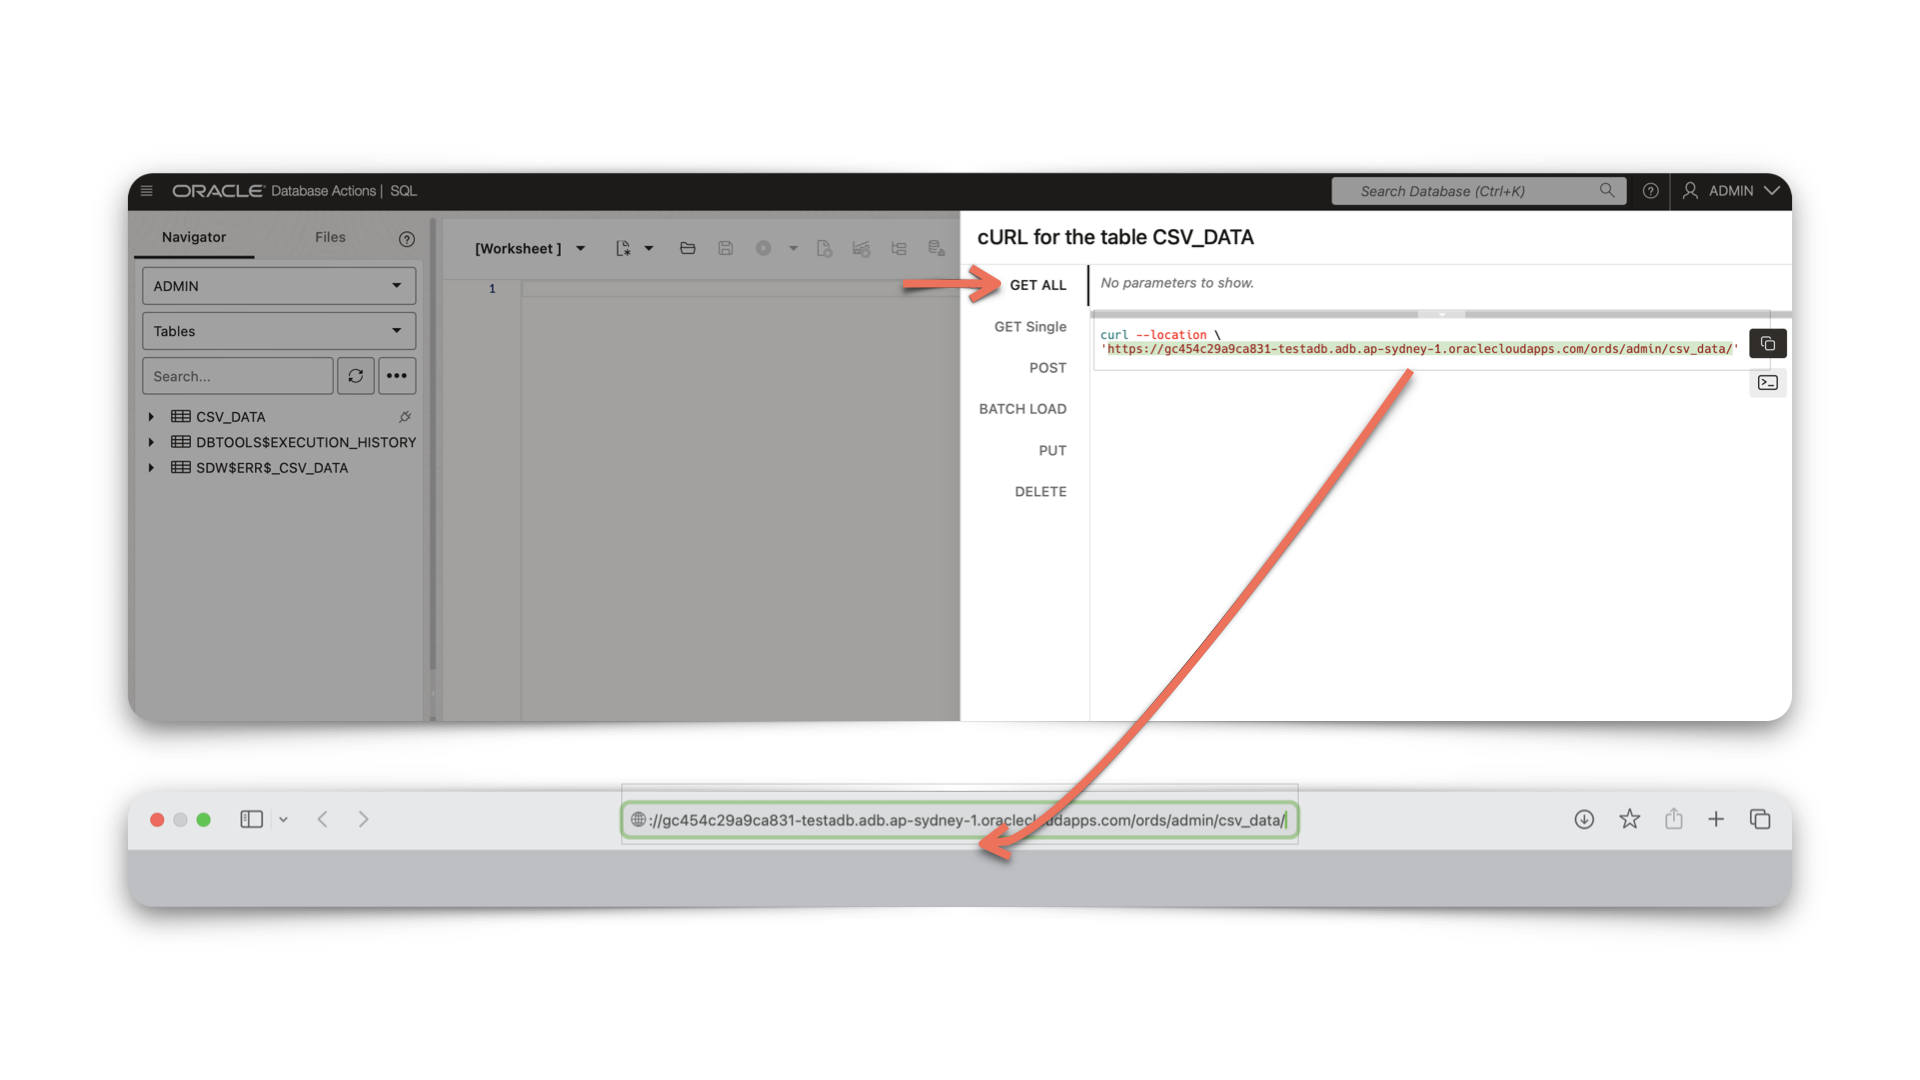 ORACLE Database Actions | SQL
Search Database (Ctrl+K)
ADMIN
Navigator
Files
ADMIN
Tables
Search...
CSV_DATA
DBTOOLS$EXECUTION_HISTORY
SDW$ERR$_CSV_DATA
[Worksheet ]
1
cURL for the table CSV_DATA
GET ALL
GET Single
POST
BATCH LOAD
PUT
DELETE
No parameters to show.
curl --location \
'https://gc454c29a9ca831-testadb.adb.ap-sydney-1.oraclecloudapps.com/ords/admin/csv_data/'
://gc454c29a9ca831-testadb.adb.ap-sydney-1.oraclecloudapps.com/ords/admin/csv_data/